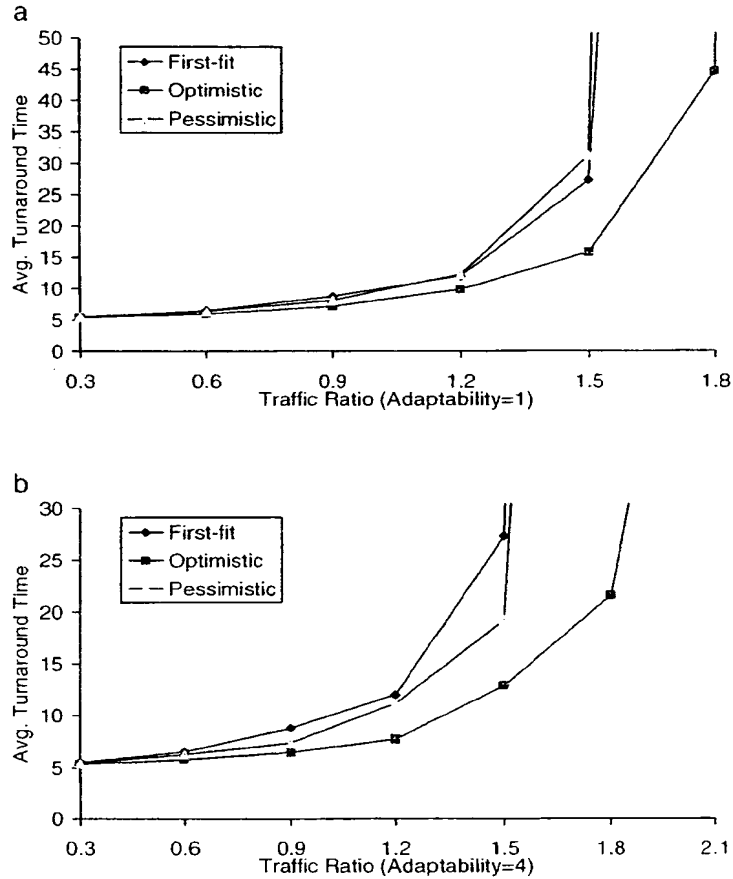 a
50
45
40
35
30
25
20
15
10
5
0
Avg. Turnaround Time
First-fit
Optimistic
Pessimistic
0.3 0.6 0.9 1.2 1.5 1.8
Traffic Ratio (Adaptability=1)
b
30
25
20
15
10
5
0
Avg. Turnaround Time
First-fit
Optimistic
Pessimistic
0.3 0.6 0.9 1.2 1.5 1.8 2.1
Traffic Ratio (Adaptability=4)